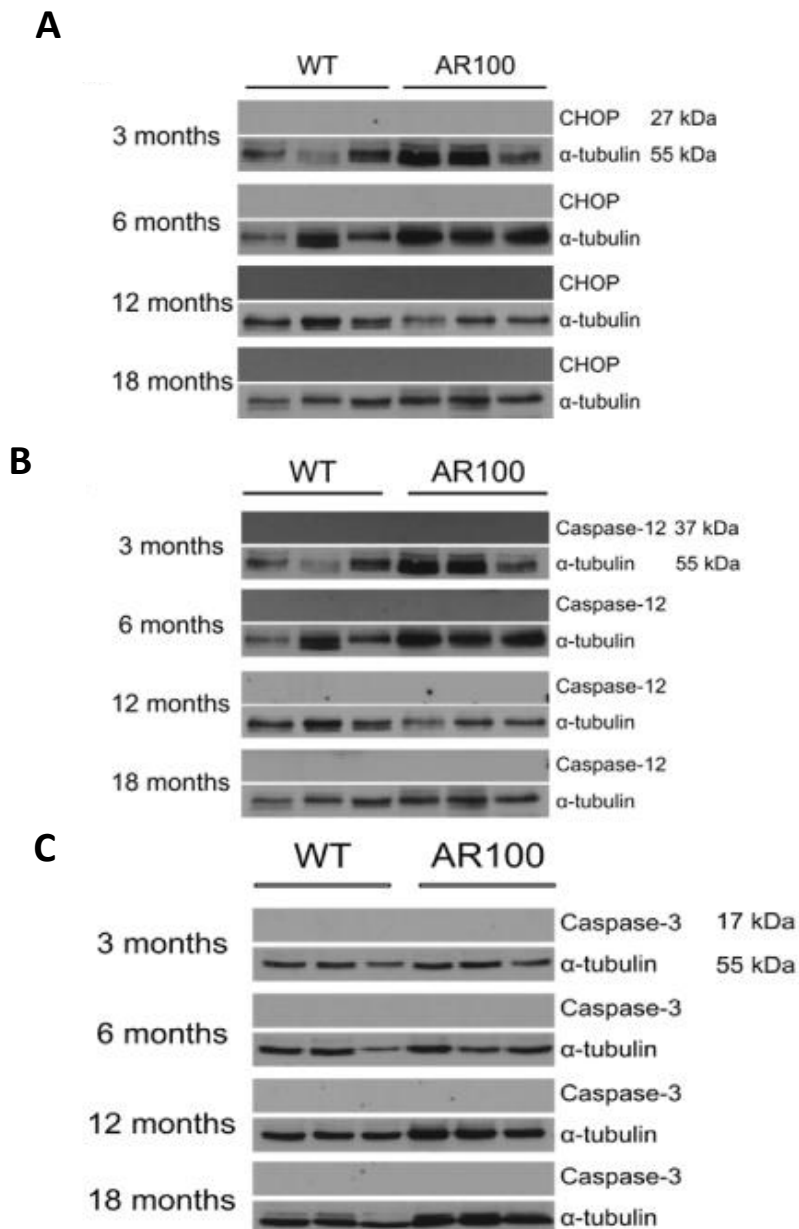 A
WT AR100
3 months
CHOP 27 kDa
α-tubulin 55 kDa
6 months
CHOP
α-tubulin
12 months
CHOP
α-tubulin
18 months
CHOP
α-tubulin
B
WT AR100
3 months
Caspase-12 37 kDa
α-tubulin 55 kDa
6 months
Caspase-12
α-tubulin
12 months
Caspase-12
α-tubulin
18 months
Caspase-12
α-tubulin
C
WT AR100
3 months
Caspase-3 17 kDa
α-tubulin 55 kDa
6 months
Caspase-3
α-tubulin
12 months
Caspase-3
α-tubulin
18 months
Caspase-3
α-tubulin